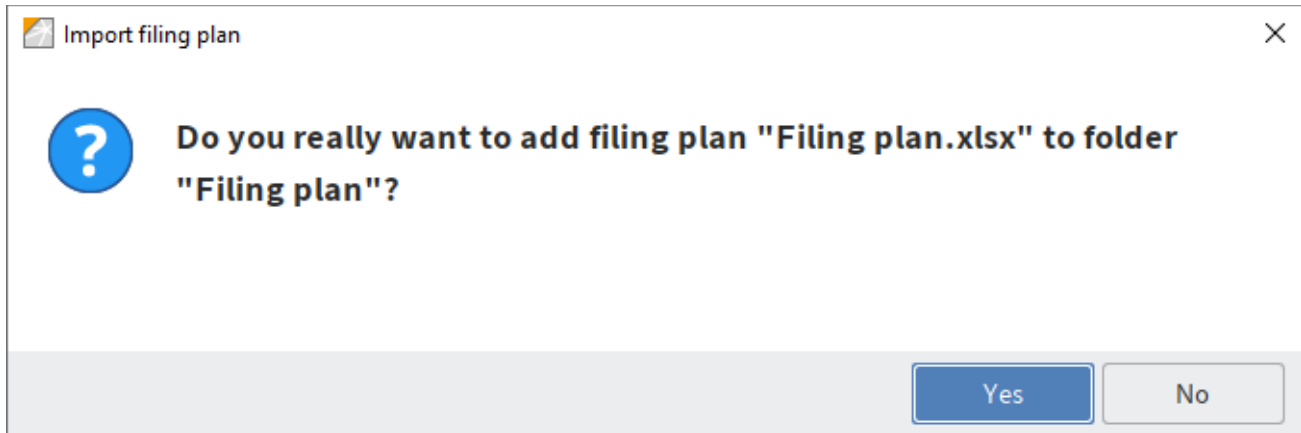 Import filing plan
Do you really want to add filing plan "Filing plan.xlsx" to folder
"Filing plan"?
Yes No